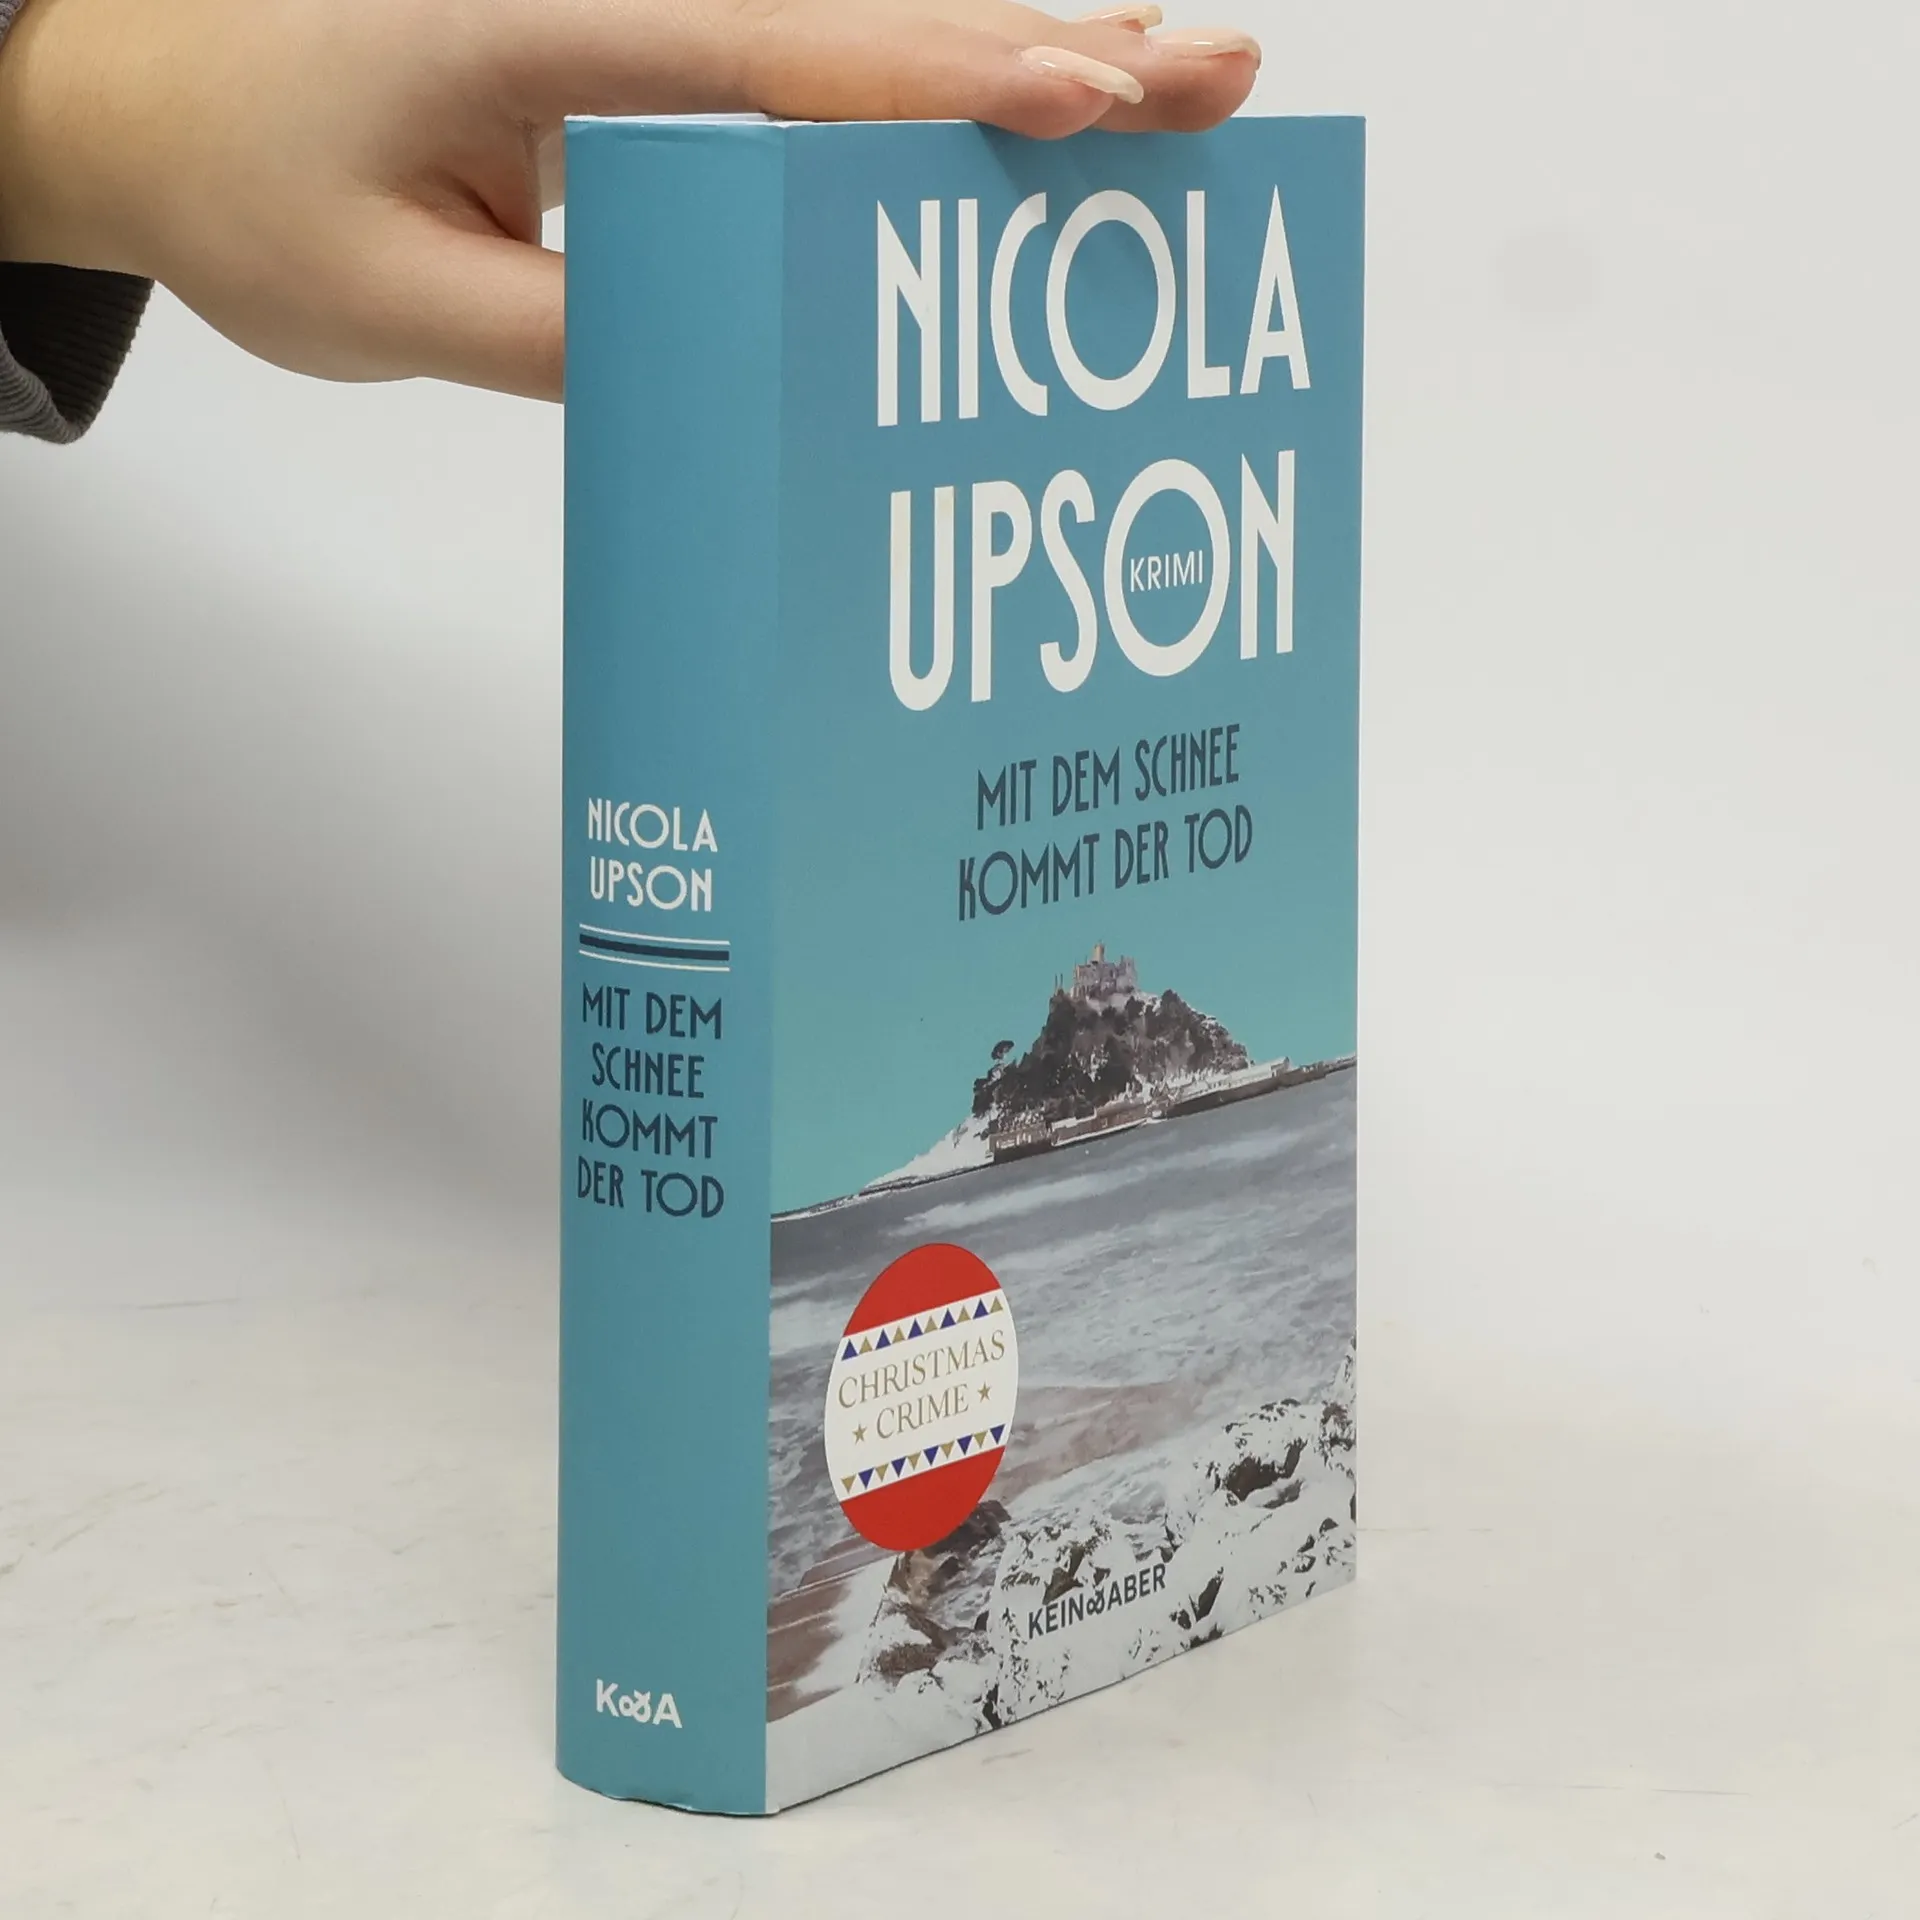 NICOLA
UPSON
KRIMI
MIT DEM SCHNEE
KOMMT DER TOD
CHRISTMAS
★ CRIME ★
KEIN & ABER
NICOLA
UPSON
MIT DEM
SCHNEE
KOMMT
DER TOD
K&A